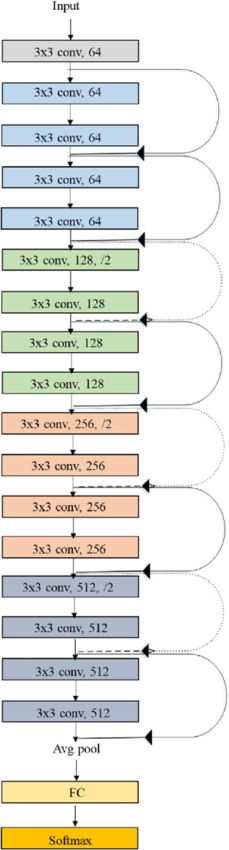 Input
3x3 conv, 64
3x3 conv, 64
3x3 conv, 64
3x3 conv, 64
3x3 conv, 64
3x3 conv, 128, /2
3x3 conv, 128
3x3 conv, 128
3x3 conv, 128
3x3 conv, 256, /2
3x3 conv, 256
3x3 conv, 256
3x3 conv, 256
3x3 conv, 512, /2
3x3 conv, 512
3x3 conv, 512
3x3 conv, 512
Avg pool
FC
Softmax